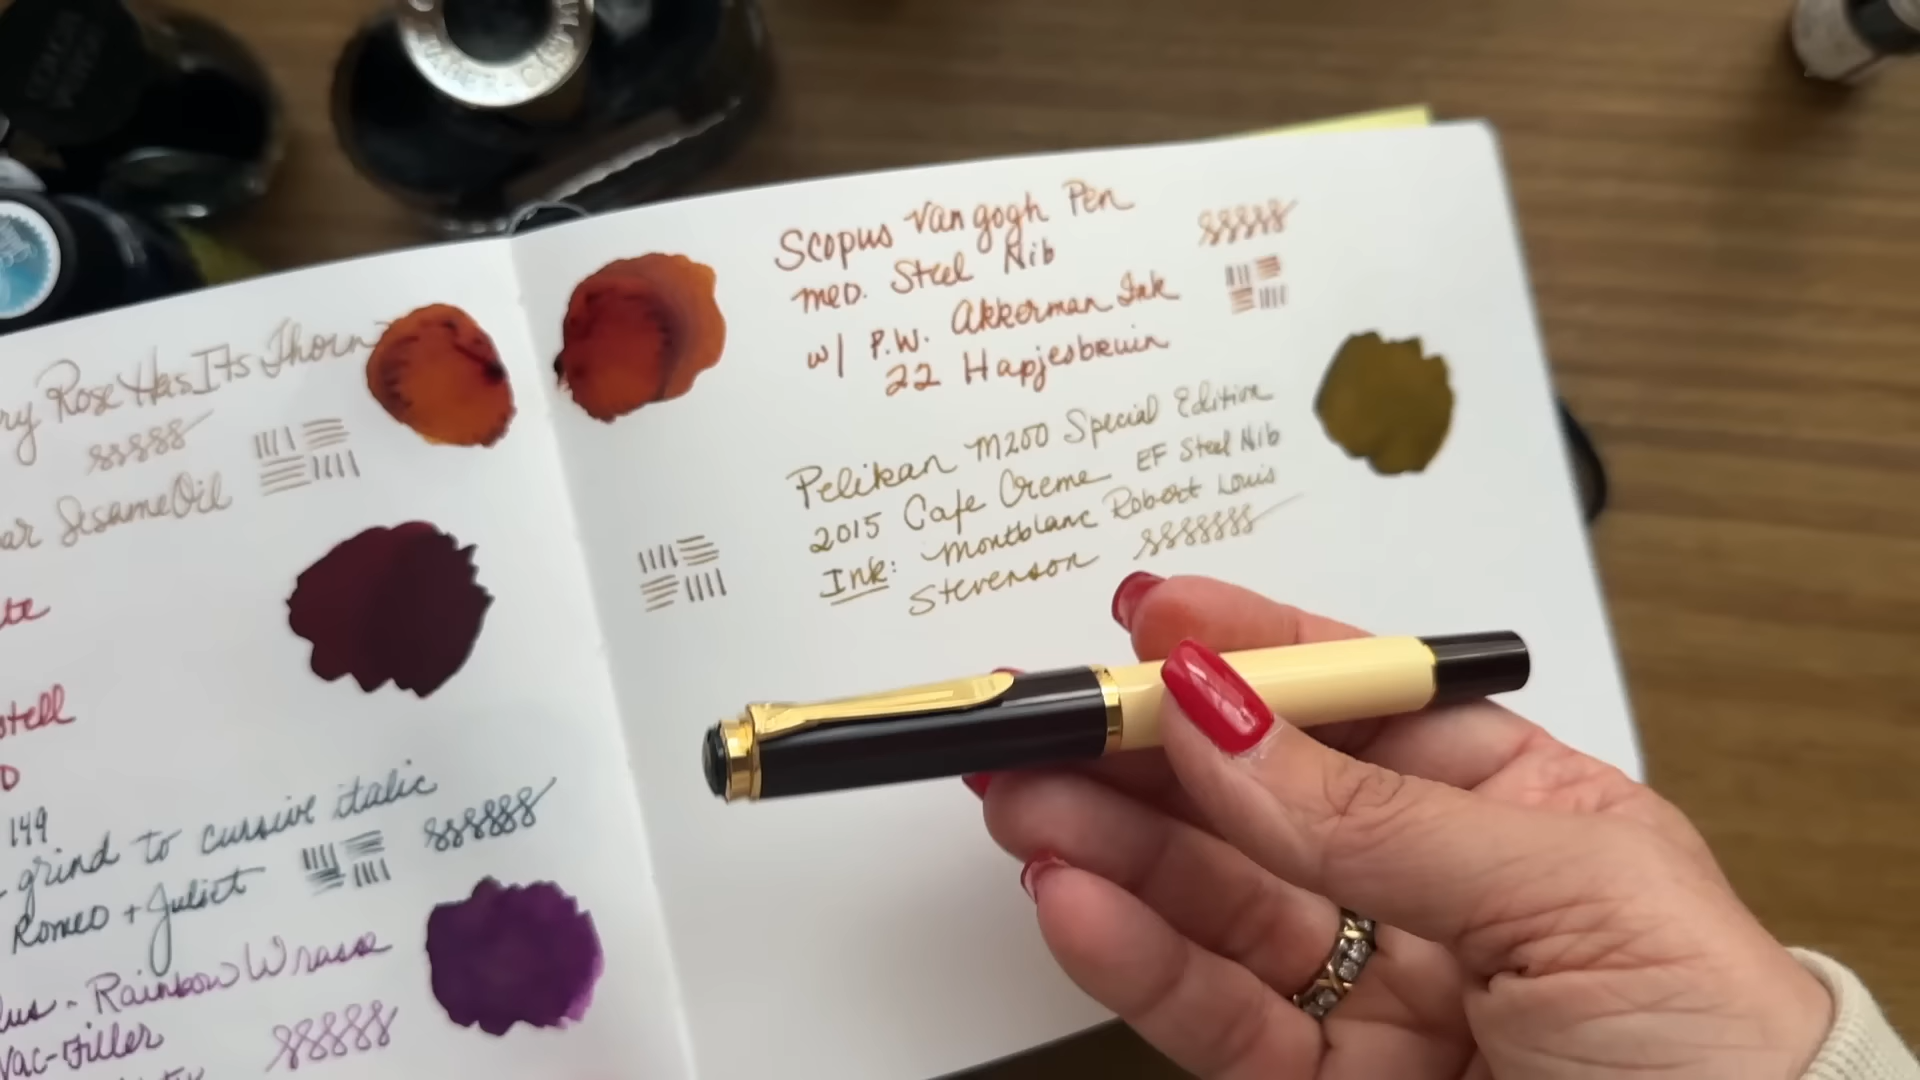 Rose Has Its Thorn
Sesame Oil
149
grind to cursive italic
Romeo + Juliet
Rainbow Wrasse
Vac-Filler
Scopus Van gogh Pen
med. Steel Nib
w/ P.W. Akkerman Ink
22 Hapjesbruin
Pelikan M200 Special Edition
2015 Cafe Creme EF Steel Nib
Ink: Montblanc Robert Louis
Stevenson